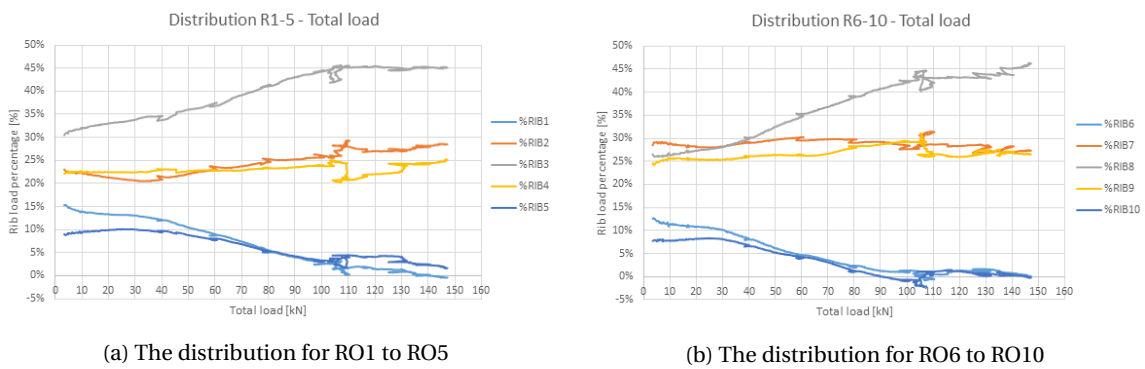 Distribution R1-5 - Total load
50%
45%
40%
35%
30%
25%
20%
15%
10%
5%
0%
-5%
Rib load percentage [%]
0 10 20 30 40 50 60 70 80 90 100 110 120 130 140 150 160
Total load [kN]
%RIB1
%RIB2
%RIB3
%RIB4
%RIB5
(a) The distribution for RO1 to RO5
Distribution R6-10 - Total load
50%
45%
40%
35%
30%
25%
20%
15%
10%
5%
0%
-5%
Rib load percentage [%]
0 10 20 30 40 50 60 70 80 90 100 110 120 130 140 150 160
Total load [kN]
%RIB6
%RIB7
%RIB8
%RIB9
%RIB10
(b) The distribution for RO6 to RO10